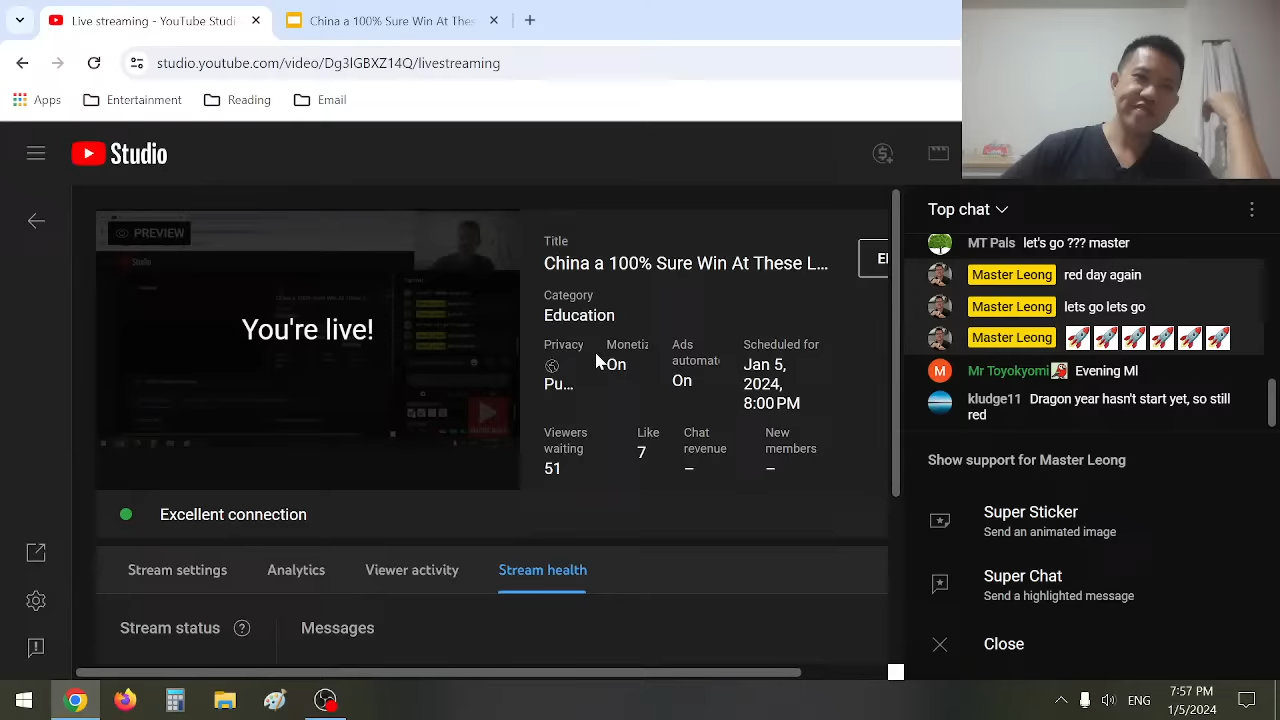 Live streaming - YouTube Studi
China a 100% Sure Win At Thes
studio.youtube.com/video/Dg3IGBXZ14Q/livestreaming
Apps
Entertainment
Reading
Email
Studio
PREVIEW
You're live!
Title
China a 100% Sure Win At These L...
Category
Education
Privacy
Pu...
Moneti
On
Ads
automat
On
Scheduled for
Jan 5,
2024,
8:00 PM
Viewers
waiting
51
Like
7
Chat
revenue
–
New
members
–
Excellent connection
Stream settings
Analytics
Viewer activity
Stream health
Stream status
Messages
Top chat
MT Pals let's go ??? master
Master Leong red day again
Master Leong lets go lets go
Master Leong 🚀🚀🚀🚀🚀🚀
Mr Toyokyomi Evening Ml
kludge11 Dragon year hasn't start yet, so still
red
Show support for Master Leong
Super Sticker
Send an animated image
Super Chat
Send a highlighted message
Close
ENG
7:57 PM
1/5/2024